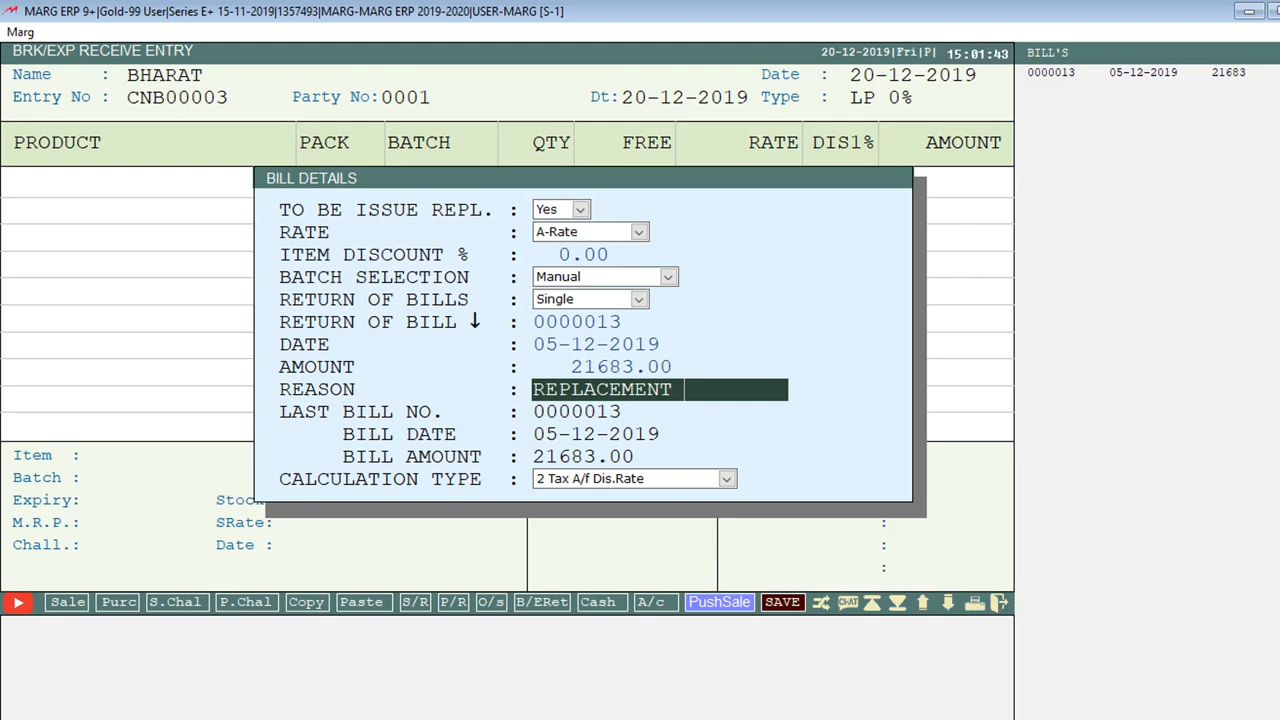 MARG ERP 9+|Gold-99 User|Series E+ 15-11-2019|1357493|MARG-MARG ERP 2019-2020|USER-MARG [S-1]
Marg
BRK/EXP RECEIVE ENTRY 20-12-2019|Fri|P| 15:01:43 BILL'S
Name : BHARAT Date : 20-12-2019 0000013 05-12-2019 21683
Entry No : CNB00003 Party No:0001 Dt:20-12-2019 Type : LP 0%
PRODUCT PACK BATCH QTY FREE RATE DIS1% AMOUNT
BILL DETAILS
TO BE ISSUE REPL. : Yes
RATE : A-Rate
ITEM DISCOUNT % : 0.00
BATCH SELECTION : Manual
RETURN OF BILLS : Single
RETURN OF BILL ↓ : 0000013
DATE : 05-12-2019
AMOUNT : 21683.00
REASON : REPLACEMENT
LAST BILL NO. : 0000013
BILL DATE : 05-12-2019
BILL AMOUNT : 21683.00
CALCULATION TYPE : 2 Tax A/f Dis.Rate
Item :
Batch :
Expiry: Stoc
M.R.P.: SRate: :
Chall.: Date : :
:
Sale Purc S.Chal P.Chal Copy Paste S/R P/R O/s B/ERet Cash A/c PushSale SAVE CHAT